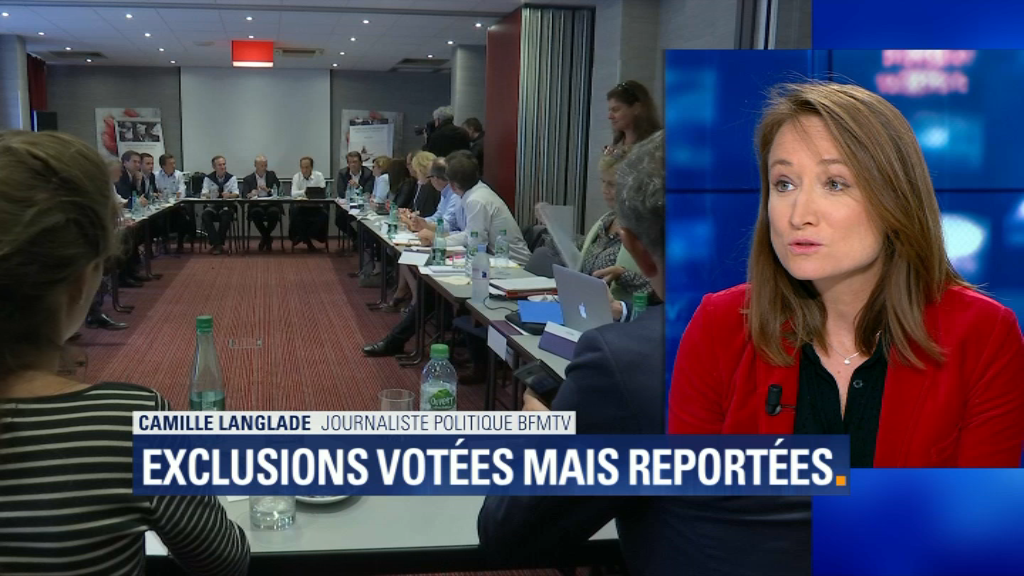 CAMILLE LANGLADE JOURNALISTE POLITIQUE BFMTV
EXCLUSIONS VOTÉES MAIS REPORTÉES.